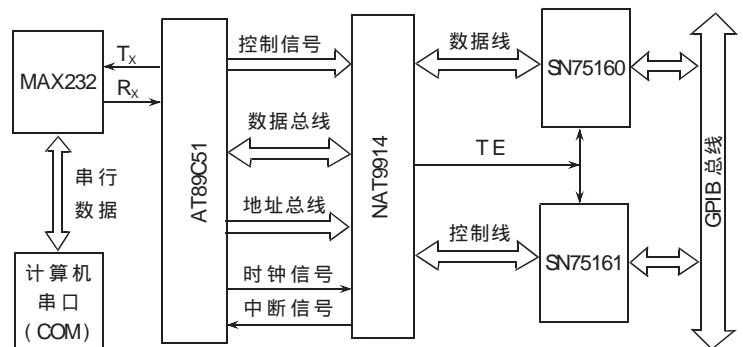 MAX232
TX
RX
串行
数据
计算机
串口
(COM)
AT89C51
控制信号
数据总线
地址总线
时钟信号
中断信号
NAT9914
数据线
TE
控制线
SN75160
SN75161
GPIB总线